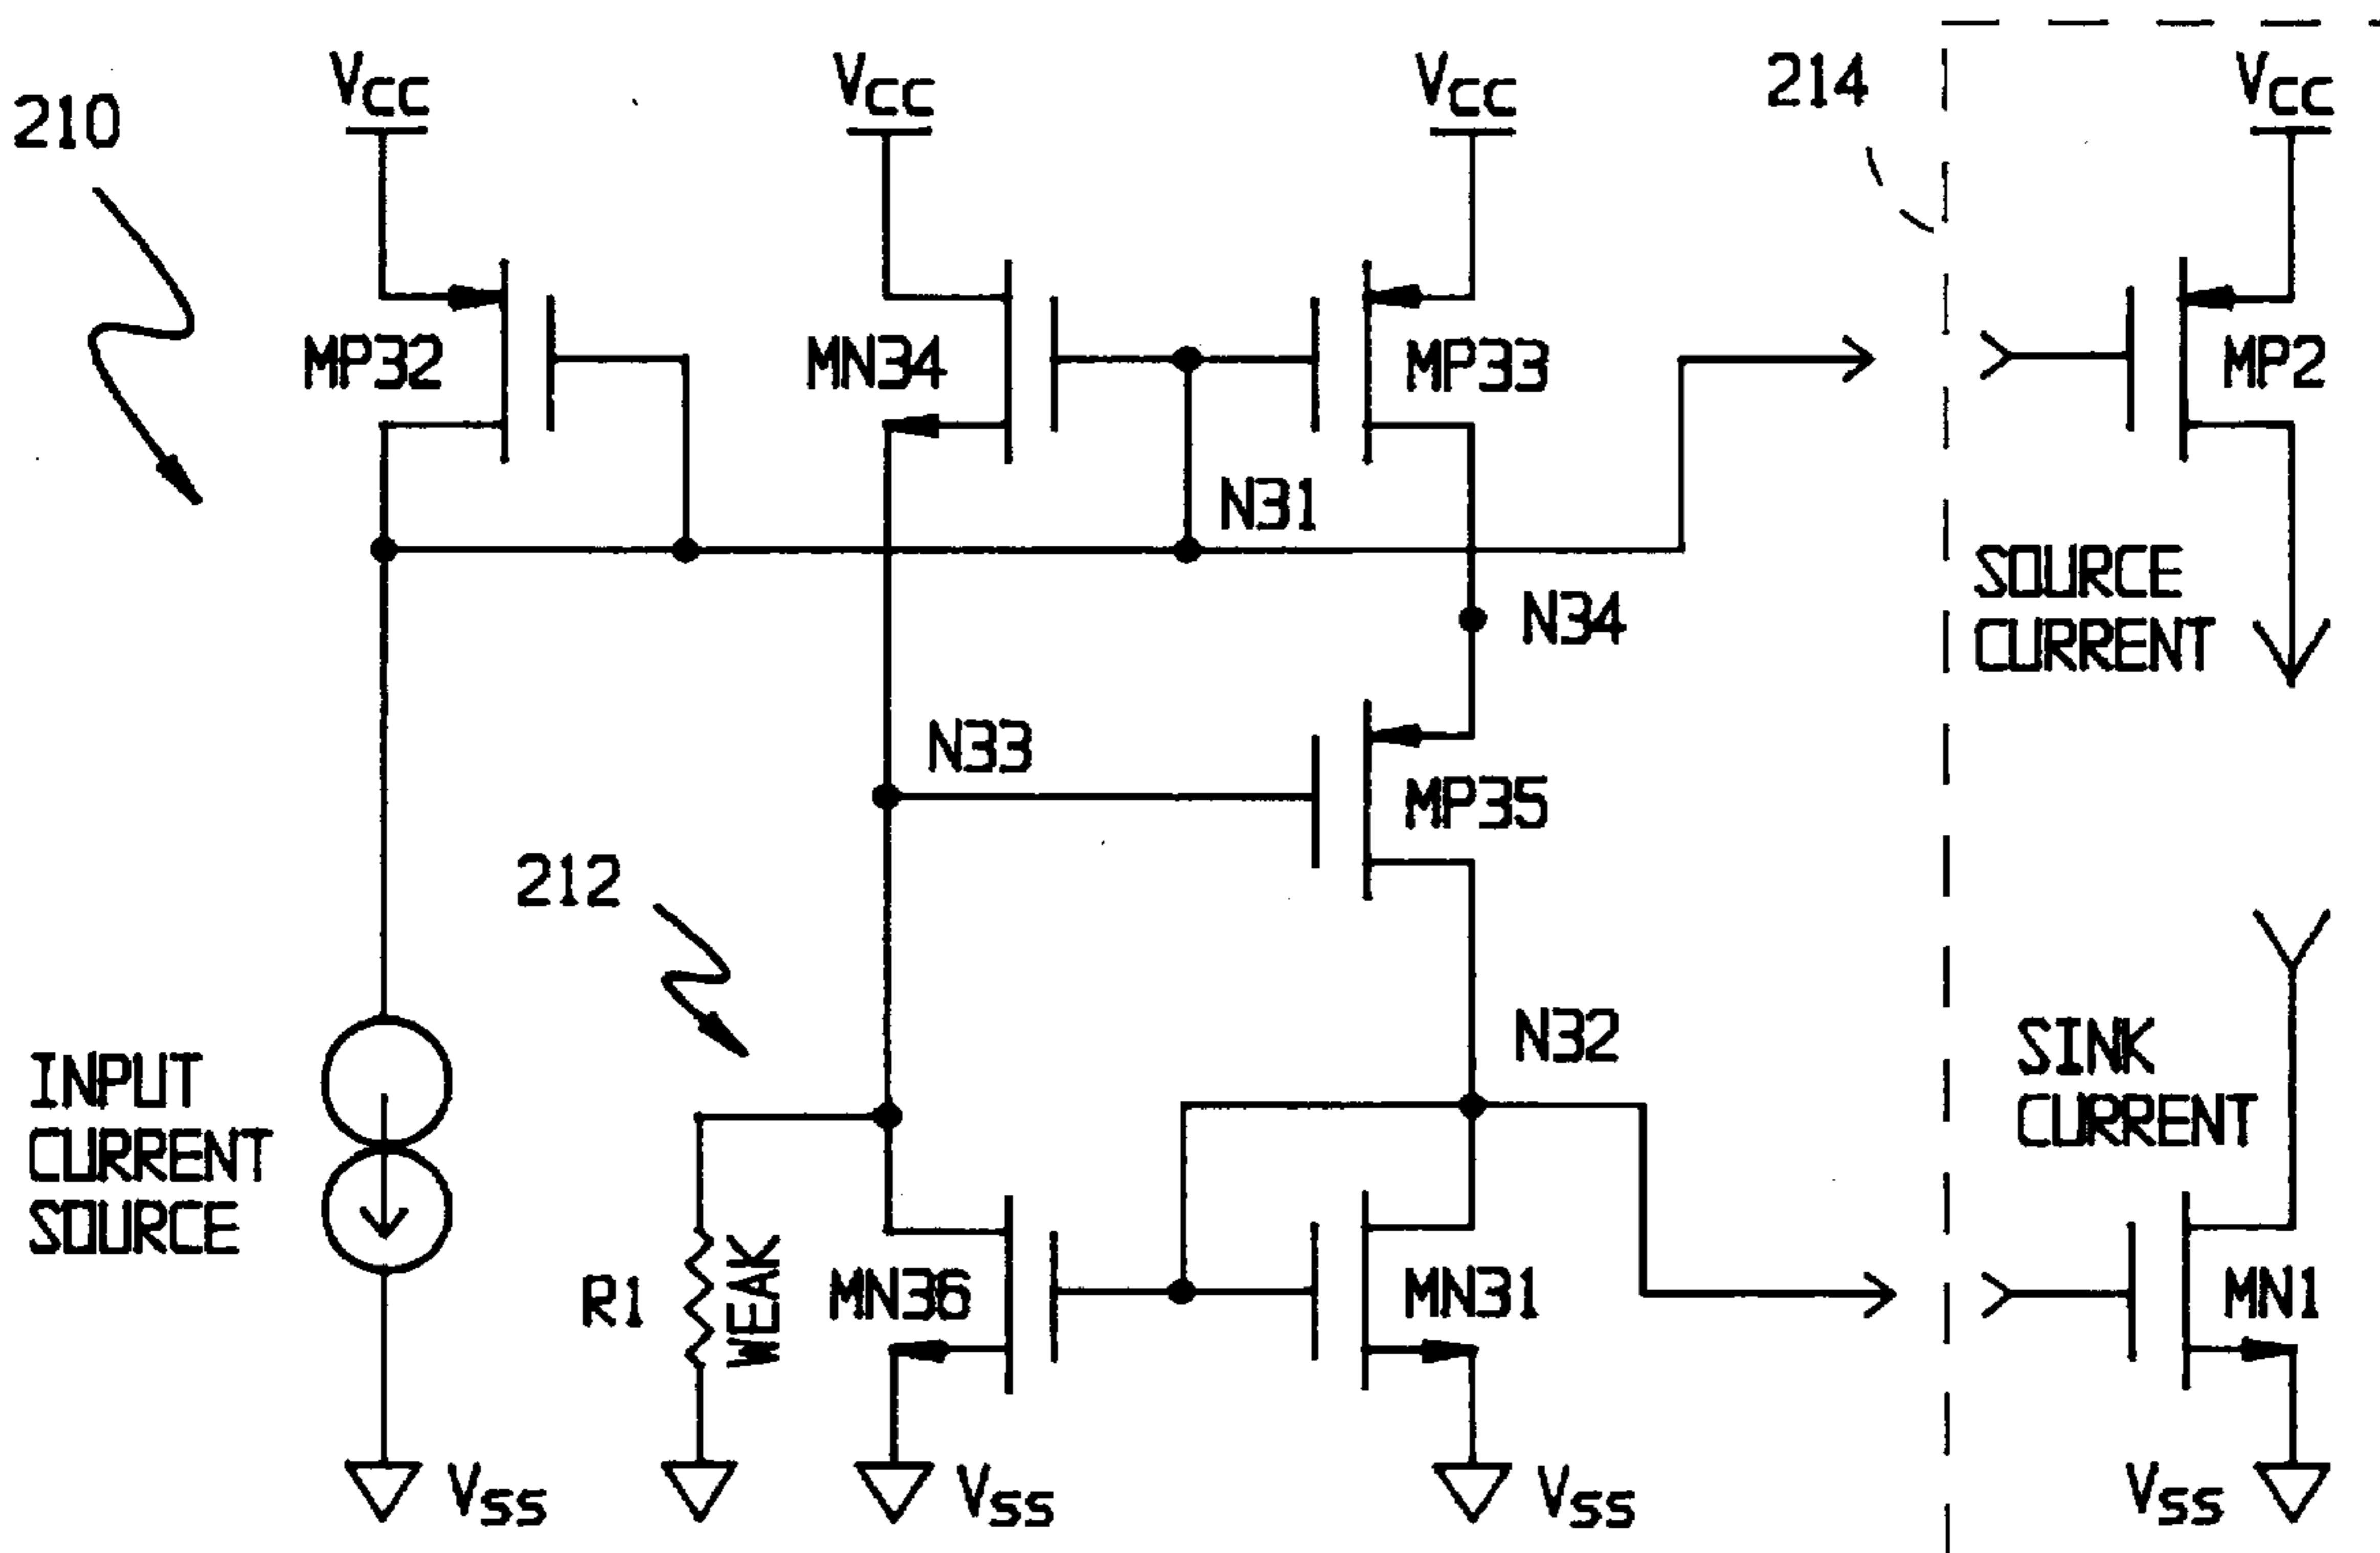 210
VCC
VCC
VCC
214
VCC
MP32
MN34
MP33
MP2
N31
SOURCE
CURRENT
N34
N33
MP35
212
N32
INPUT
CURRENT
SOURCE
SINK
CURRENT
R1
WEAK
MN36
MN31
MN1
VSS
VSS
VSS
VSS